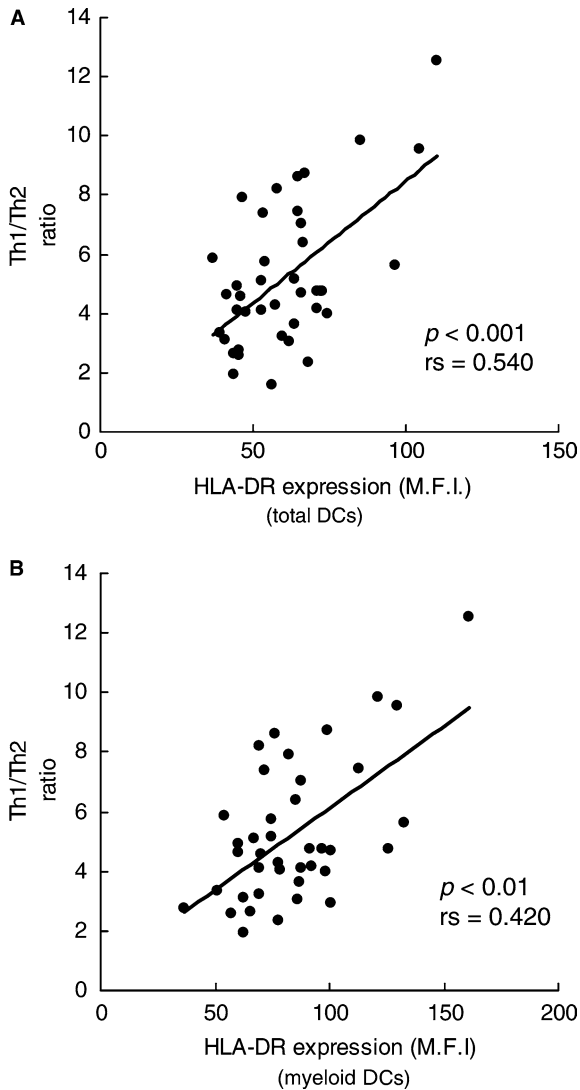 A
14
12
10
8
6
4
2
0
Th1/Th2
ratio
p < 0.001
rs = 0.540
0 50 100 150
HLA-DR expression (M.F.I.)
(total DCs)
B
14
12
10
8
6
4
2
0
Th1/Th2
ratio
p < 0.01
rs = 0.420
0 50 100 150 200
HLA-DR expression (M.F.I)
(myeloid DCs)